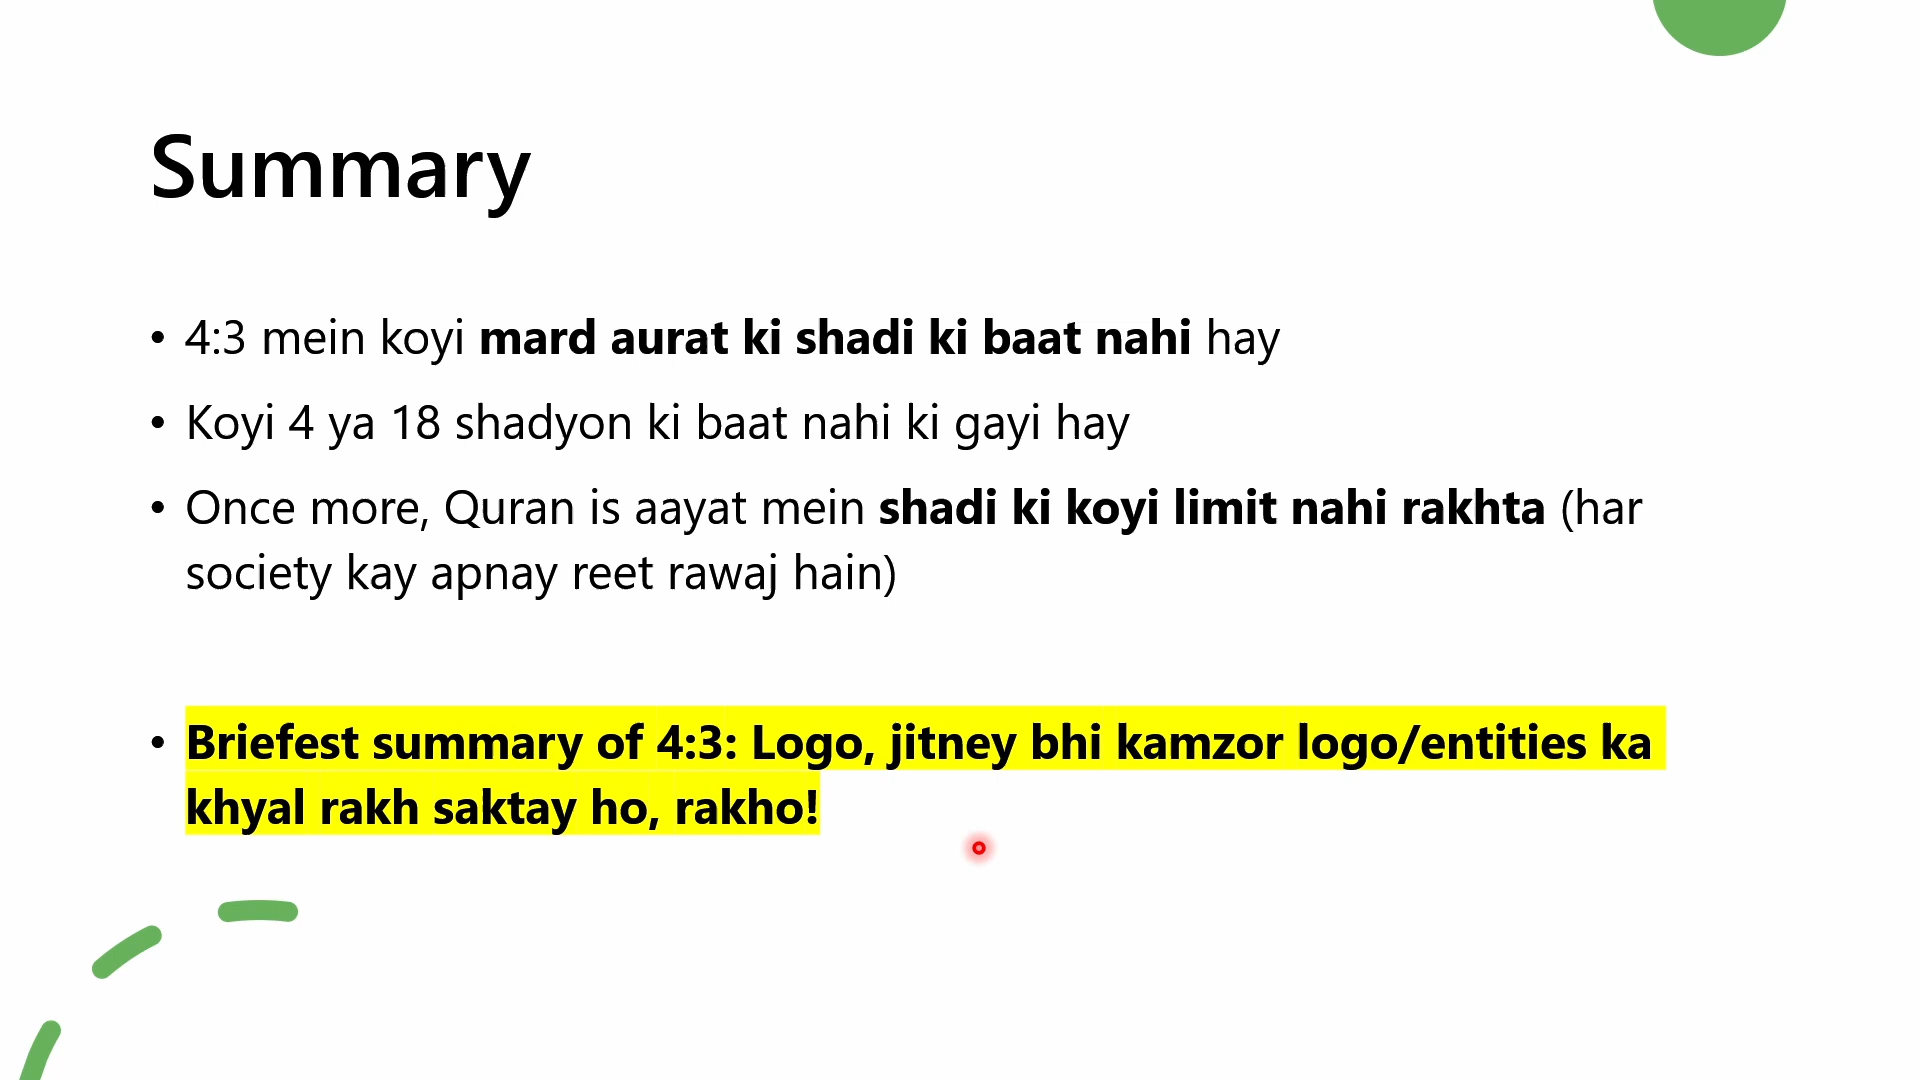 Summary
• 4:3 mein koyi mard aurat ki shadi ki baat nahi hay
• Koyi 4 ya 18 shadyon ki baat nahi ki gayi hay
• Once more, Quran is aayat mein shadi ki koyi limit nahi rakhta (har
society kay apnay reet rawaj hain)
• Briefest summary of 4:3: Logo, jitney bhi kamzor logo/entities ka
khyal rakh saktay ho, rakho!